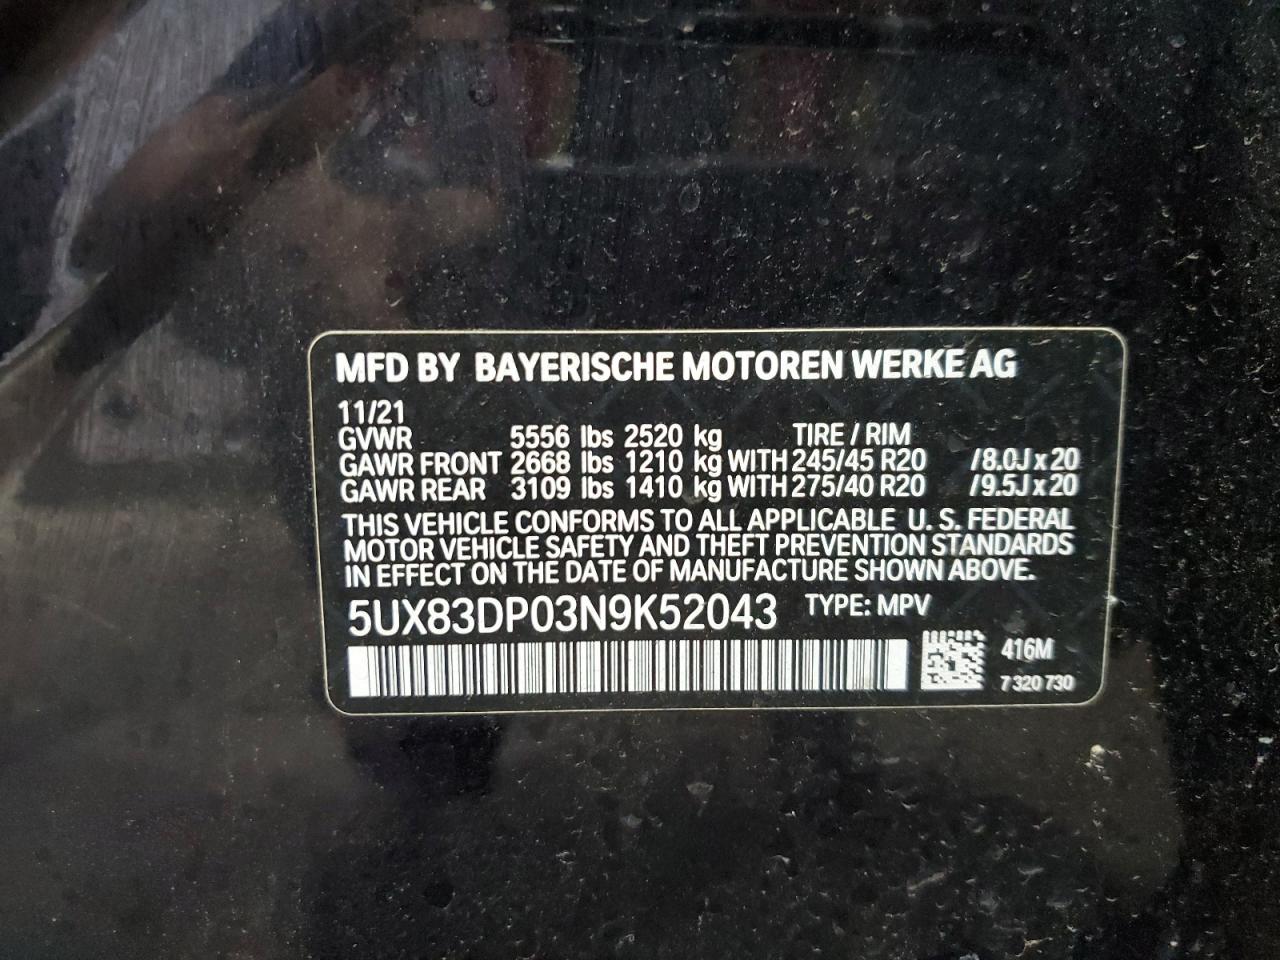 MFD BY BAYERISCHE MOTOREN WERKE AG
11/21
GVWR 5556 lbs 2520 kg TIRE / RIM
GAWR FRONT 2668 lbs 1210 kg WITH 245/45 R20 /8.0J x 20
GAWR REAR 3109 lbs 1410 kg WITH 275/40 R20 /9.5J x 20
THIS VEHICLE CONFORMS TO ALL APPLICABLE U. S. FEDERAL
MOTOR VEHICLE SAFETY AND THEFT PREVENTION STANDARDS
IN EFFECT ON THE DATE OF MANUFACTURE SHOWN ABOVE.
5UX83DP03N9K52043 TYPE: MPV
416M
7 320 730